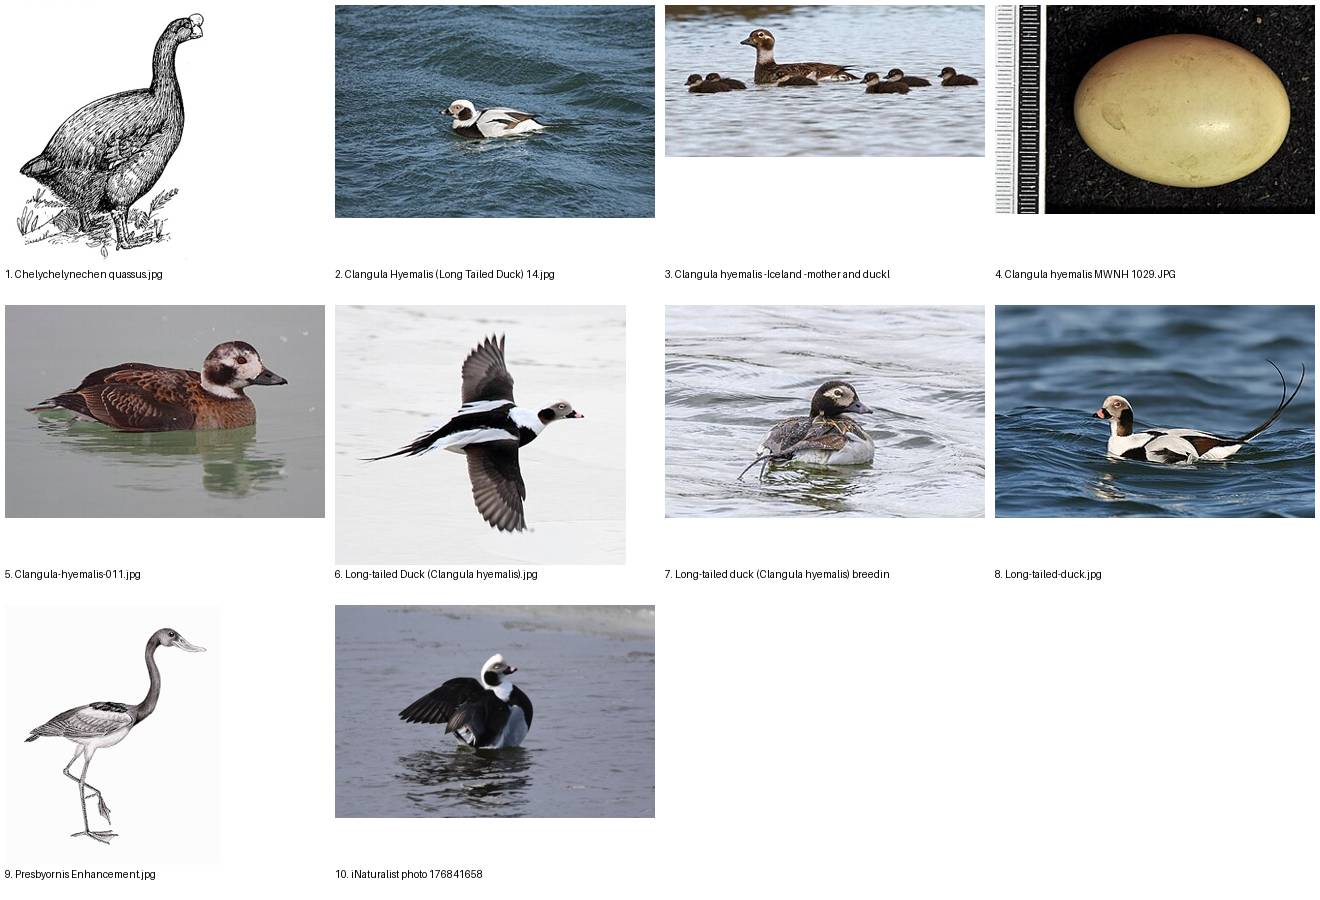 1. Chelychelynechen quassus.jpg
2. Clangula Hyemalis (Long Tailed Duck) 14.jpg
3. Clangula hyemalis -Iceland -mother and duckl
4. Clangula hyemalis MWNH 1029.JPG
5. Clangula-hyemalis-011.jpg
6. Long-tailed Duck (Clangula hyemalis).jpg
7. Long-tailed duck (Clangula hyemalis) breedin
8. Long-tailed-duck.jpg
9. Presbyornis Enhancement.jpg
10. iNaturalist photo 176841658